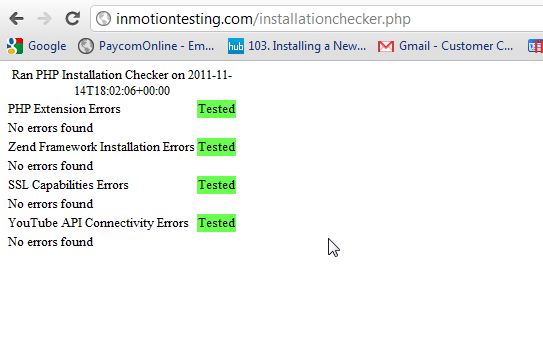 inmotiontesting.com/installationchecker.php
Google PaycomOnline - Em... hub 103. Installing a New... Gmail - Customer C...
Ran PHP Installation Checker on 2011-11-
14T18:02:06+00:00
PHP Extension Errors Tested
No errors found
Zend Framework Installation Errors Tested
No errors found
SSL Capabilities Errors Tested
No errors found
YouTube API Connectivity Errors Tested
No errors found